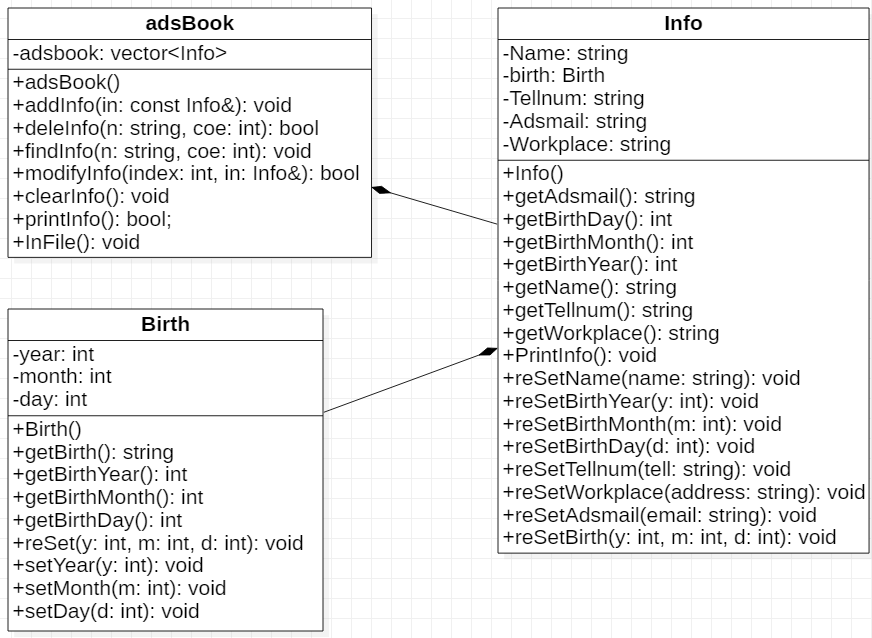 adsBook
-adsbook: vector<Info>
+adsBook()
+addInfo(in: const Info&): void
+deleInfo(n: string, coe: int): bool
+findInfo(n: string, coe: int): void
+modifyInfo(index: int, in: Info&): bool
+clearInfo(): void
+printInfo(): bool;
+InFile(): void
Info
-Name: string
-birth: Birth
-Tellnum: string
-Adsmail: string
-Workplace: string
+Info()
+getAdsmail(): string
+getBirthDay(): int
+getBirthMonth(): int
+getBirthYear(): int
+getName(): string
+getTellnum(): string
+getWorkplace(): string
+PrintInfo(): void
+reSetName(name: string): void
+reSetBirthYear(y: int): void
+reSetBirthMonth(m: int): void
+reSetBirthDay(d: int): void
+reSetTellnum(tell: string): void
+reSetWorkplace(address: string): void
+reSetAdsmail(email: string): void
+reSetBirth(y: int, m: int, d: int): void
Birth
-year: int
-month: int
-day: int
+Birth()
+getBirth(): string
+getBirthYear(): int
+getBirthMonth(): int
+getBirthDay(): int
+reSet(y: int, m: int, d: int): void
+setYear(y: int): void
+setMonth(m: int): void
+setDay(d: int): void